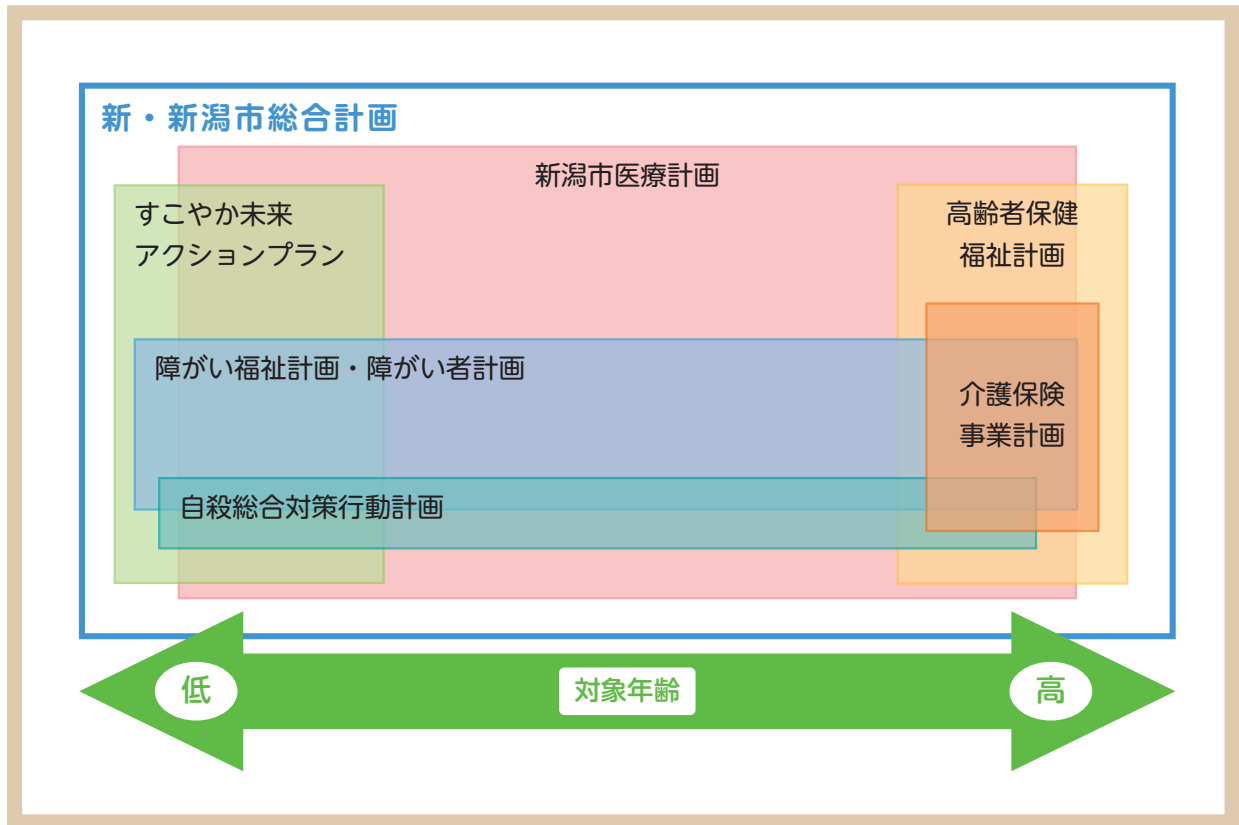 新・新潟市総合計画
新潟市医療計画
すこやか未来
アクションプラン
高齢者保健
福祉計画
障がい福祉計画・障がい者計画
介護保険
事業計画
自殺総合対策行動計画
低
対象年齢
高